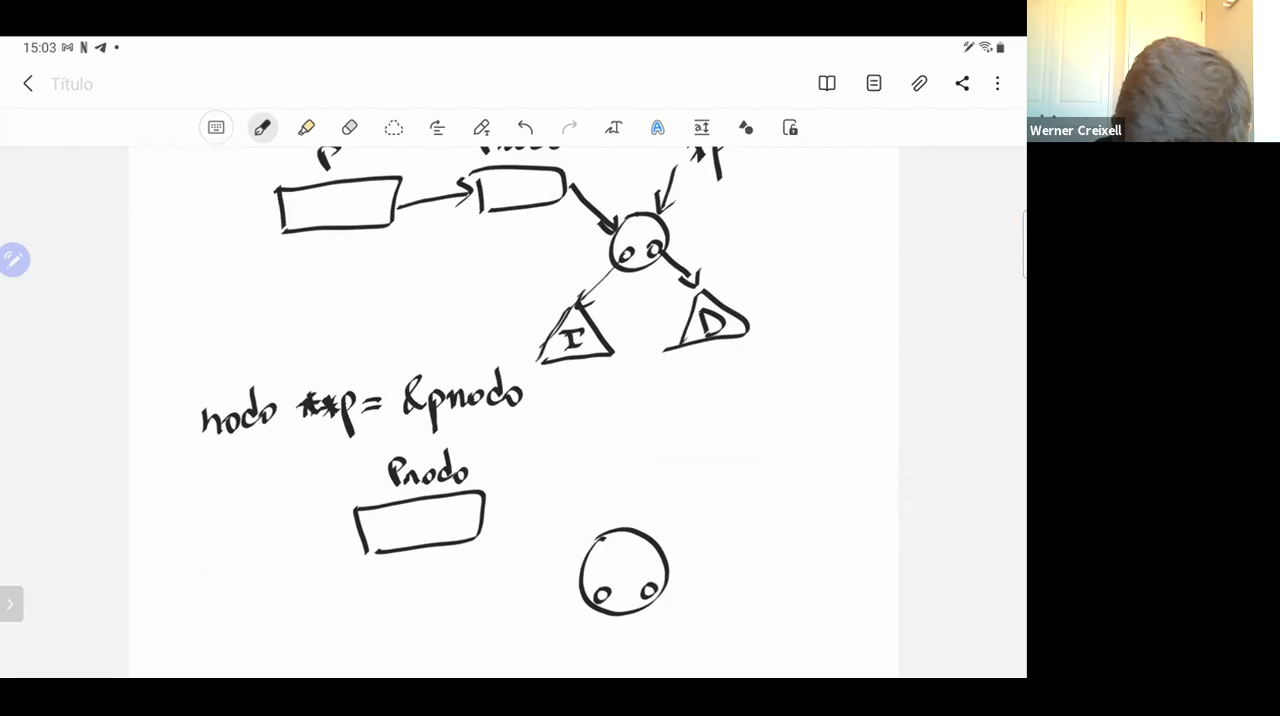 15:03
Título
Werner Creixell
p
*p
I
D
nodo **p= &pnodo
Pnodo